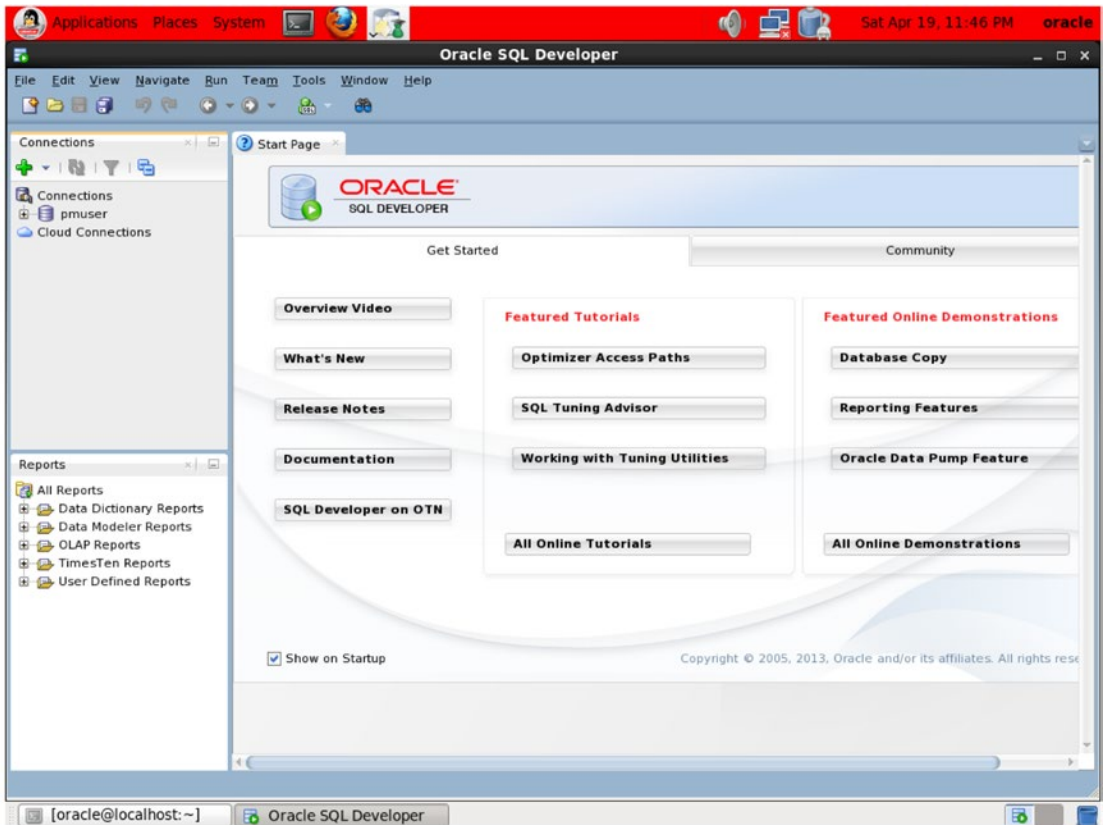 Applications Places System
Sat Apr 19, 11:46 PM oracle
Oracle SQL Developer
File Edit View Navigate Run Team Tools Window Help
Connections
Connections
pmuser
Cloud Connections
Reports
All Reports
Data Dictionary Reports
Data Modeler Reports
OLAP Reports
TimesTen Reports
User Defined Reports
Start Page
ORACLE
SQL DEVELOPER
Get Started
Community
Overview Video
What's New
Release Notes
Documentation
SQL Developer on OTN
Featured Tutorials
Optimizer Access Paths
SQL Tuning Advisor
Working with Tuning Utilities
All Online Tutorials
Featured Online Demonstrations
Database Copy
Reporting Features
Oracle Data Pump Feature
All Online Demonstrations
Show on Startup
Copyright © 2005, 2013, Oracle and/or its affiliates. All rights rese
[oracle@localhost:~]
Oracle SQL Developer